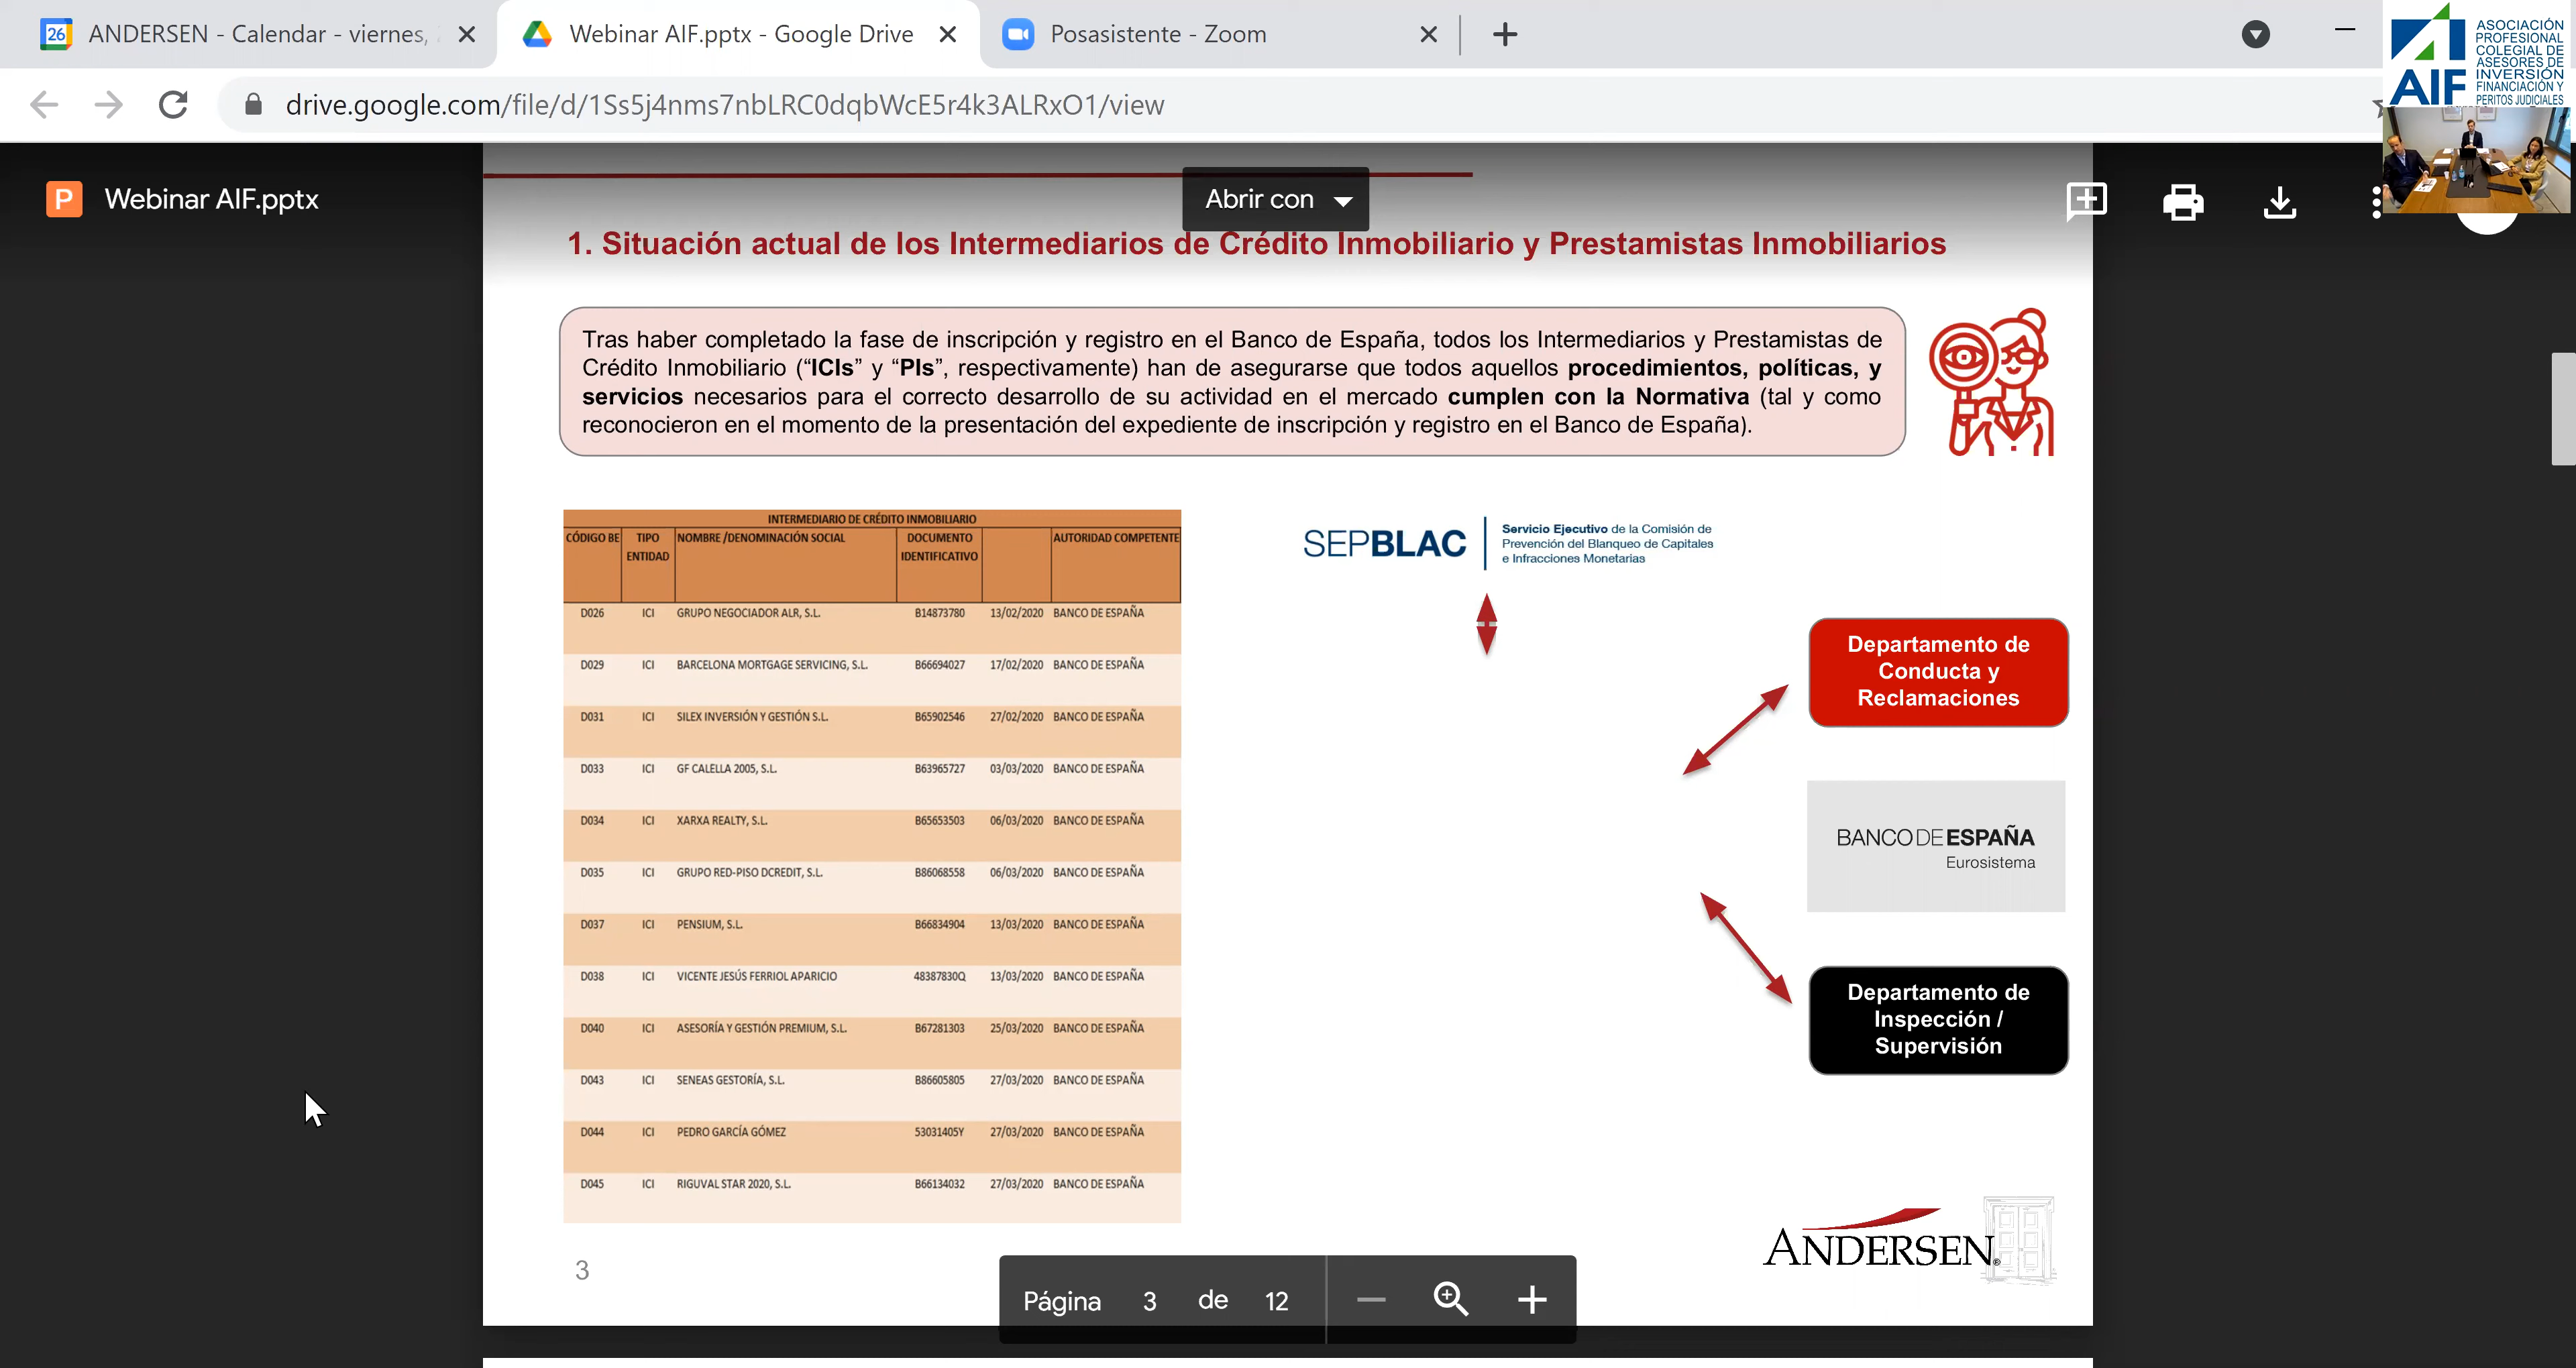 26 ANDERSEN - Calendar - viernes,
Webinar AIF.pptx - Google Drive
Posasistente - Zoom
drive.google.com/file/d/1Ss5j4nms7nbLRC0dqbWcE5r4k3ALRxO1/view
ASOCIACIÓN
PROFESIONAL
COLEGIAL DE
ASESORES DE
INVERSIÓN
FINANCIACIÓN Y
PERITOS JUDICIALES
AIF
P Webinar AIF.pptx
Abrir con
1. Situación actual de los Intermediarios de Crédito Inmobiliario y Prestamistas Inmobiliarios
Tras haber completado la fase de inscripción y registro en el Banco de España, todos los Intermediarios y Prestamistas de
Crédito Inmobiliario (“ICIs” y “PIs”, respectivamente) han de asegurarse que todos aquellos procedimientos, políticas, y
servicios necesarios para el correcto desarrollo de su actividad en el mercado cumplen con la Normativa (tal y como
reconocieron en el momento de la presentación del expediente de inscripción y registro en el Banco de España).
INTERMEDIARIO DE CRÉDITO INMOBILIARIO
CÓDIGO BE TIPO ENTIDAD NOMBRE /DENOMINACIÓN SOCIAL DOCUMENTO IDENTIFICATIVO AUTORIDAD COMPETENTE
D026 ICI GRUPO NEGOCIADOR ALR, S.L. B14873780 13/02/2020 BANCO DE ESPAÑA
D029 ICI BARCELONA MORTGAGE SERVICING, S.L. B66694027 17/02/2020 BANCO DE ESPAÑA
D031 ICI SILEX INVERSIÓN Y GESTIÓN S.L. B65902546 27/02/2020 BANCO DE ESPAÑA
D033 ICI GF CALELLA 2005, S.L. B63965727 03/03/2020 BANCO DE ESPAÑA
D034 ICI XARXA REALTY, S.L. B65653503 06/03/2020 BANCO DE ESPAÑA
D035 ICI GRUPO RED-PISO DCREDIT, S.L. B86068558 06/03/2020 BANCO DE ESPAÑA
D037 ICI PENSIUM, S.L. B66834904 13/03/2020 BANCO DE ESPAÑA
D038 ICI VICENTE JESÚS FERRIOL APARICIO 48387830Q 13/03/2020 BANCO DE ESPAÑA
D040 ICI ASESORÍA Y GESTIÓN PREMIUM, S.L. B67281303 25/03/2020 BANCO DE ESPAÑA
D043 ICI SENEAS GESTORÍA, S.L. B86605805 27/03/2020 BANCO DE ESPAÑA
D044 ICI PEDRO GARCÍA GÓMEZ 53031405Y 27/03/2020 BANCO DE ESPAÑA
D045 ICI RIGUVAL STAR 2020, S.L. B66134032 27/03/2020 BANCO DE ESPAÑA
SEPBLAC
Servicio Ejecutivo de la Comisión de
Prevención del Blanqueo de Capitales
e Infracciones Monetarias
Departamento de
Conducta y
Reclamaciones
BANCO DE ESPAÑA
Eurosistema
Departamento de
Inspección /
Supervisión
ANDERSEN®
3
Página 3 de 12